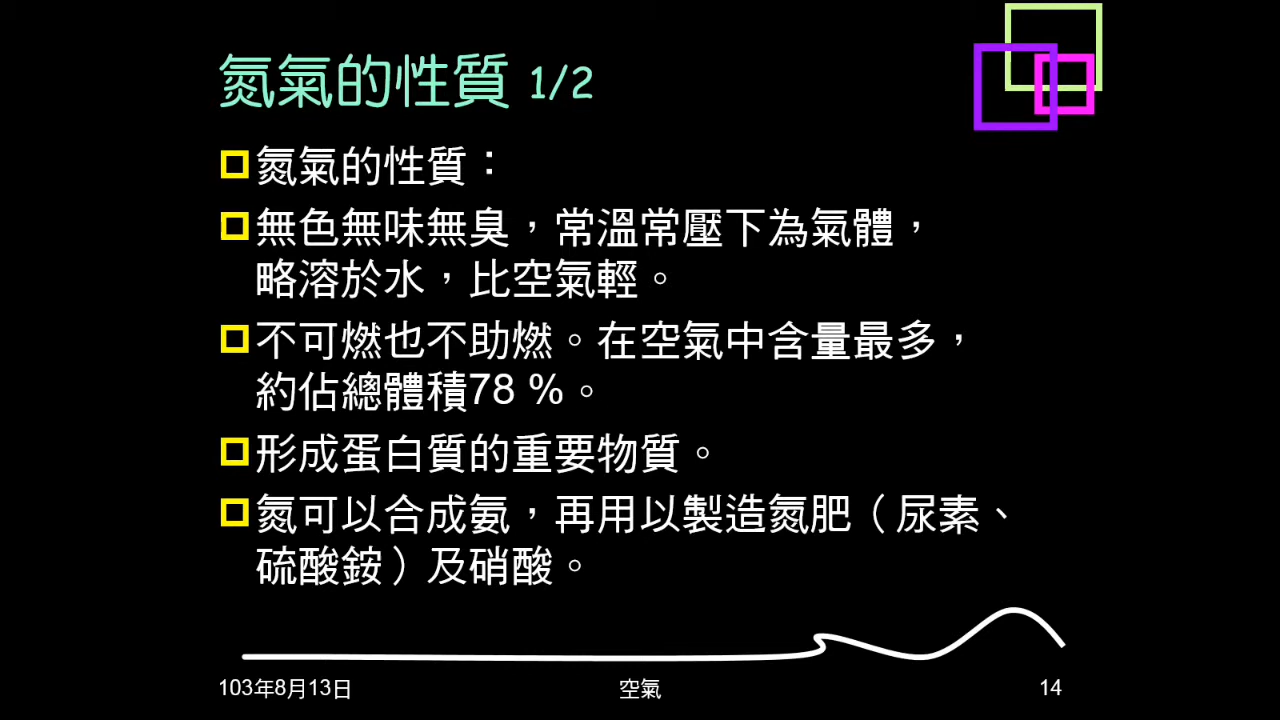 氮氣的性質 1/2
氮氣的性質：
無色無味無臭，常溫常壓下為氣體，
略溶於水，比空氣輕。
不可燃也不助燃。在空氣中含量最多，
約佔總體積78 %。
形成蛋白質的重要物質。
氮可以合成氨，再用以製造氮肥（尿素、
硫酸銨）及硝酸。
103年8月13日
空氣
14